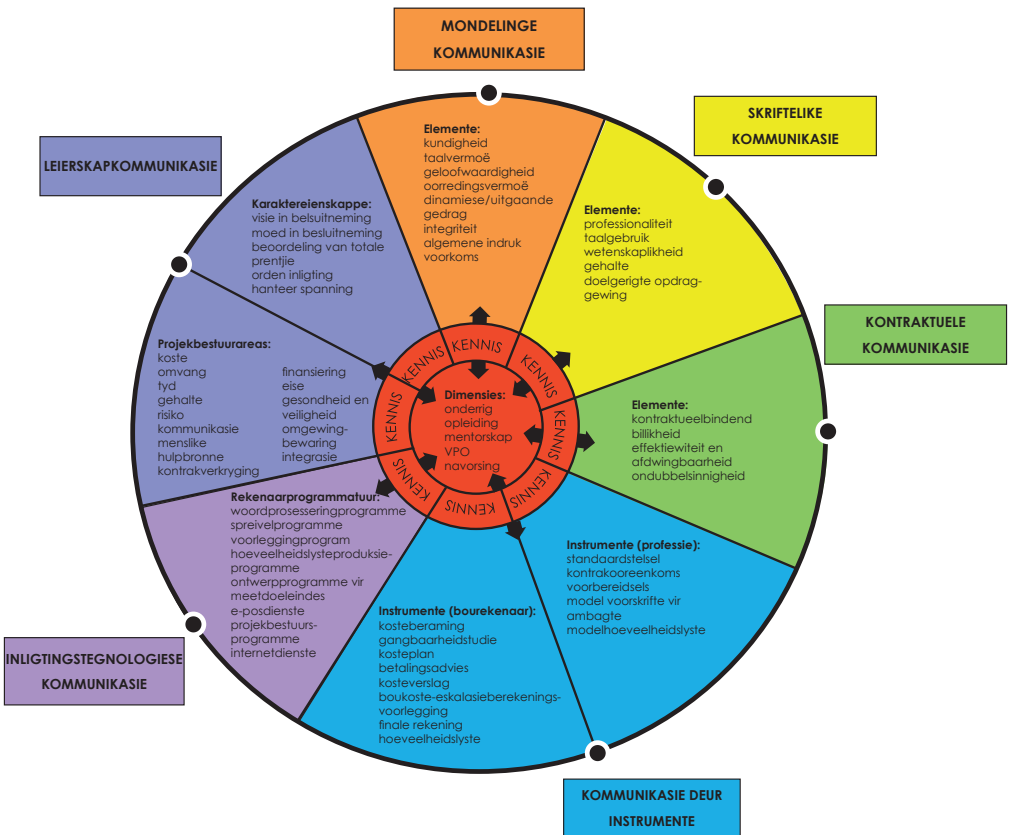 MONDELINGE
KOMMUNIKASIE
SKRIFTELIKE
KOMMUNIKASIE
LEIERSKAPKOMMUNIKASIE
KONTRAKTUELE
KOMMUNIKASIE
INLIGTINGSTEGNOLOGIESE
KOMMUNIKASIE
KOMMUNIKASIE DEUR
INSTRUMENTE
Elemente:
kundigheid
taalvermoë
geloofwaardigheid
oorredingsvermoë
dinamiese/uitgaande
gedrag
integriteit
algemene indruk
voorkoms
Elemente:
professionaliteit
taalgebruik
wetenskaplikheid
gehalte
doelgerigte opdrag-
gewing
Elemente:
kontraktueelbindend
billikheid
effektiewiteit en
afdwingbaarheid
ondubbelsinnigheid
Instrumente (professie):
standaardstelsel
kontrakooreenkoms
voorbereidsels
model voorskrifte vir
ambagte
modelhoeveelheidslyste
Instrumente (bourekenaar):
kosteberaming
gangbaarheidstudie
kosteplan
betalingsadvies
kosteverslag
boukoste-eskalasieberekenings-
voorlegging
finale rekening
hoeveelheidslyste
Rekenaarprogrammatuur:
woordprosesseringprogramme
spreivelprogramme
voorleggingprogram
hoeveelheidslysteproduksie-
programme
ontwerpprogramme vir
meetdoeleindes
e-posdienste
projekbestuurs-
programme
internetdienste
Projekbestuurareas:
koste
omvang
tyd
gehalte
risiko
kommunikasie
menslike
hulpbronne
kontrakverkryging
finansiering
eise
gesondheid en
veiligheid
omgewing-
bewaring
integrasie
Karaktereienskappe:
visie in belsuitneming
moed in besluitneming
beoordeling van totale
prentjie
orden inligting
hanteer spanning
KENNIS
KENNIS
KENNIS
KENNIS
KENNIS
KENNIS
KENNIS
KENNIS
Dimensies:
onderrig
opleiding
mentorskap
VPO
navorsing